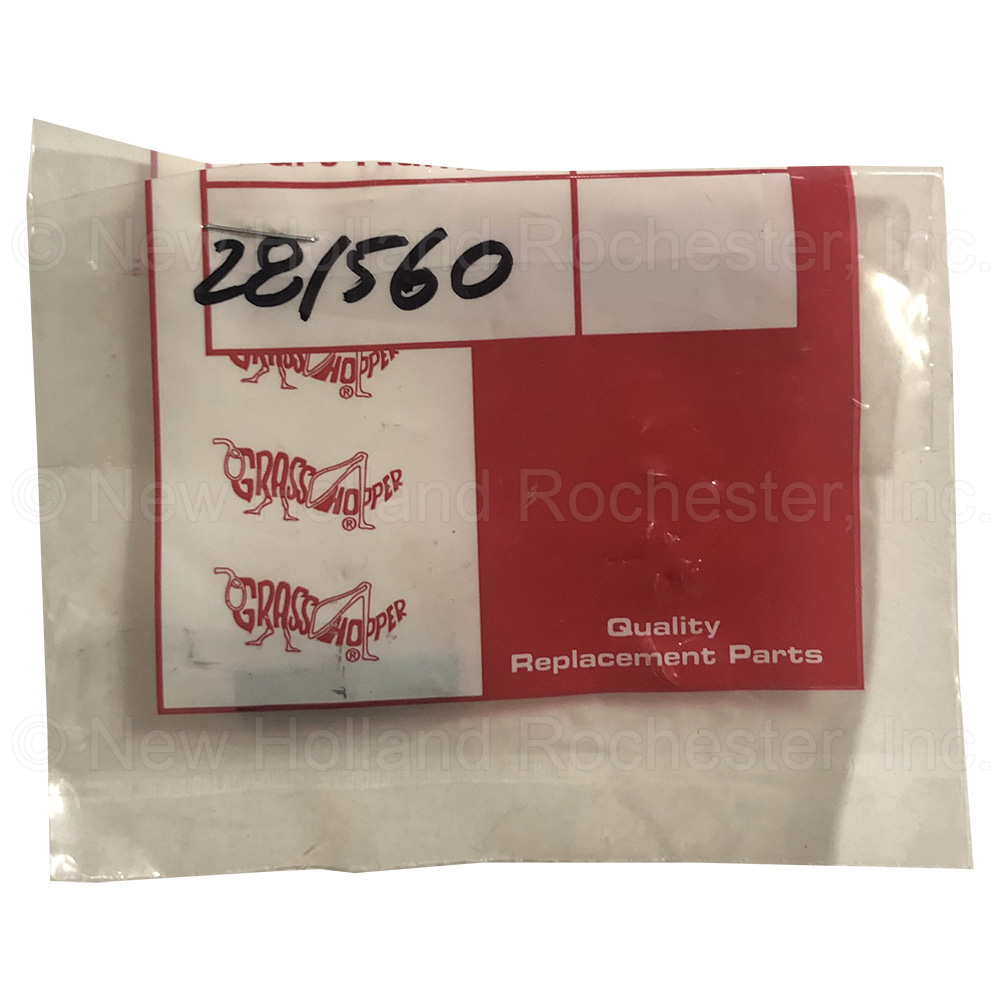 281560
GRASSHOPPER®
GRASSHOPPER®
GRASSHOPPER®
Quality
Replacement Parts
© New Holland Rochester, Inc.
© New Holland Rochester, Inc.
© New Holland Rochester, Inc.